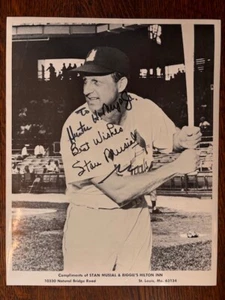 To
Best Wishes
Stan Musial
Compliments of STAN MUSIAL & BIGGIE'S HILTON INN
10330 Natural Bridge Road St. Louis, Mo. 63134